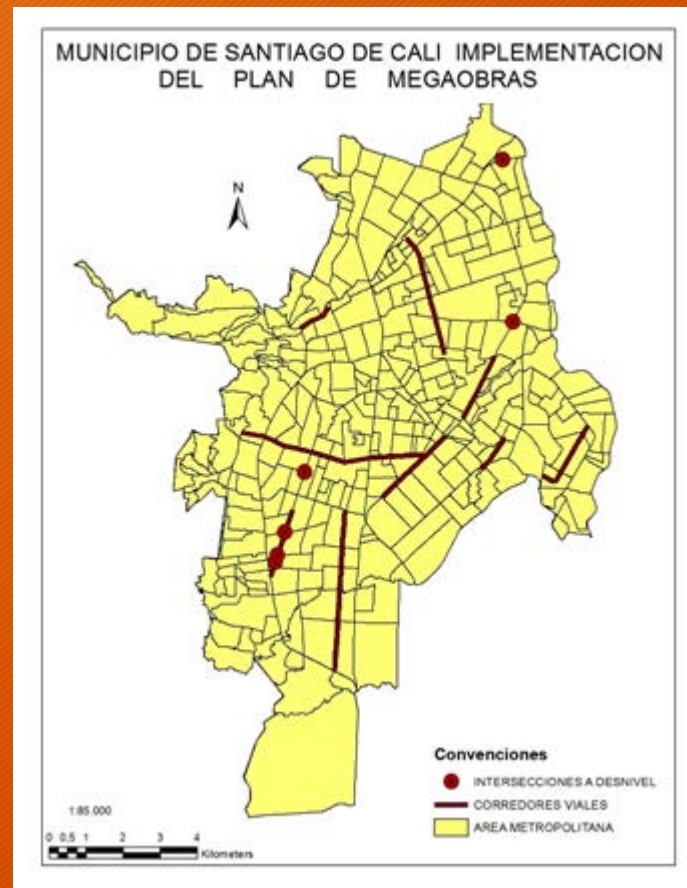 MUNICIPIO DE SANTIAGO DE CALI IMPLEMENTACION
DEL PLAN DE MEGAOBRAS
N
Convenciones
INTERSECCIONES A DESNIVEL
CORREDORES VIALES
AREA METROPOLITANA
1:85.000
0 0,5 1 2 3 4
Kilometers